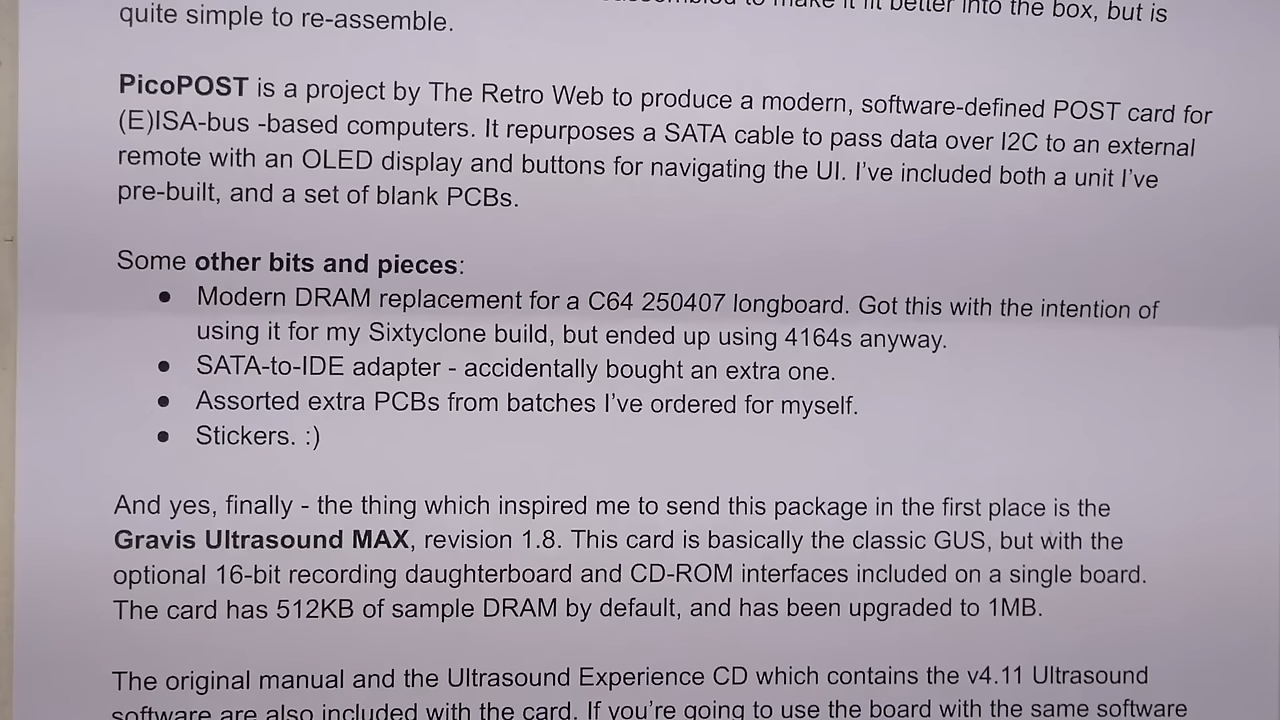 to make it fit better into the box, but is
quite simple to re-assemble.
PicoPOST is a project by The Retro Web to produce a modern, software-defined POST card for
(E)ISA-bus -based computers. It repurposes a SATA cable to pass data over I2C to an external
remote with an OLED display and buttons for navigating the UI. I've included both a unit I've
pre-built, and a set of blank PCBs.
Some other bits and pieces:
● Modern DRAM replacement for a C64 250407 longboard. Got this with the intention of
using it for my Sixtyclone build, but ended up using 4164s anyway.
● SATA-to-IDE adapter - accidentally bought an extra one.
● Assorted extra PCBs from batches I've ordered for myself.
● Stickers. :)
And yes, finally - the thing which inspired me to send this package in the first place is the
Gravis Ultrasound MAX, revision 1.8. This card is basically the classic GUS, but with the
optional 16-bit recording daughterboard and CD-ROM interfaces included on a single board.
The card has 512KB of sample DRAM by default, and has been upgraded to 1MB.
The original manual and the Ultrasound Experience CD which contains the v4.11 Ultrasound
software are also included with the card. If you're going to use the board with the same software